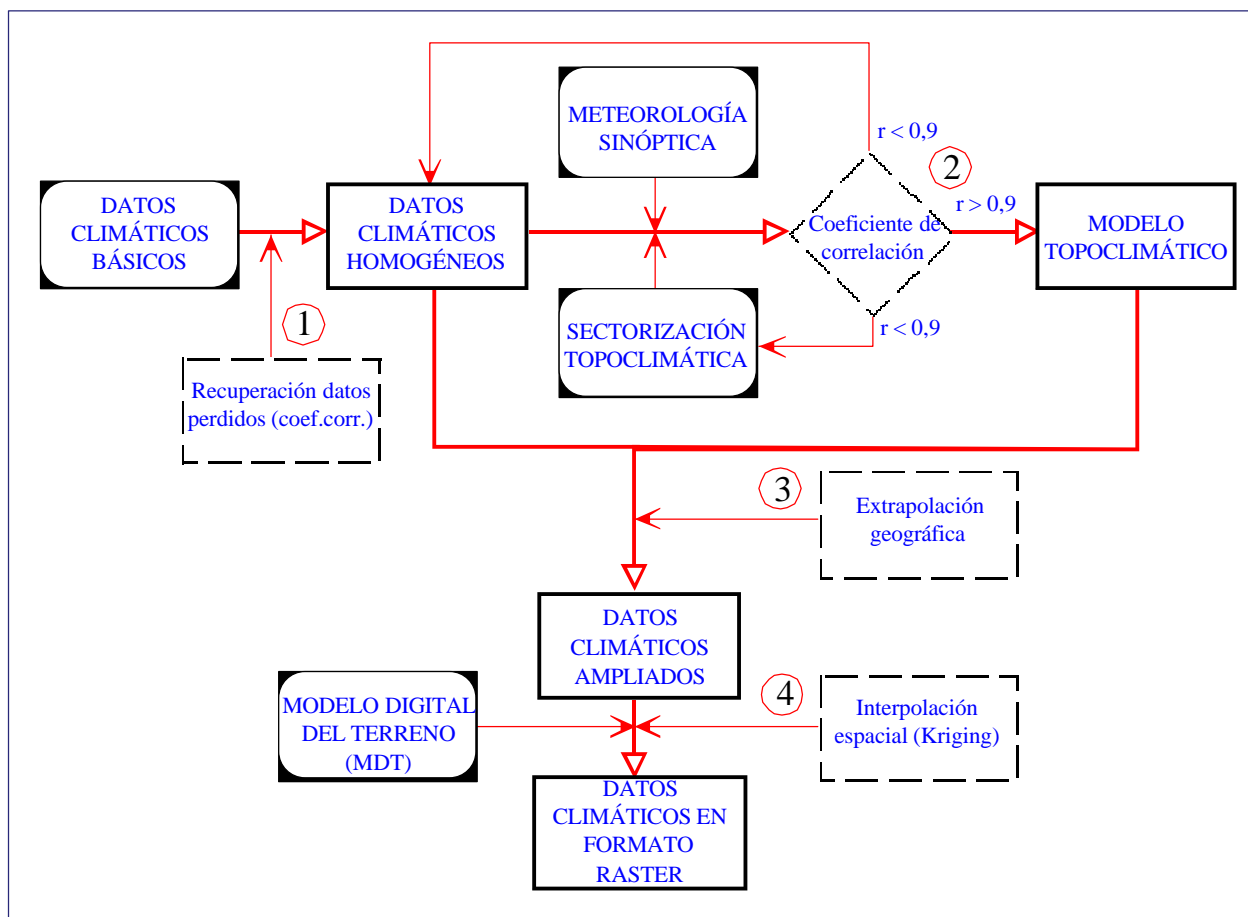 METEOROLOGÍA
SINÓPTICA
r < 0,9
2
DATOS
CLIMÁTICOS
BÁSICOS
DATOS
CLIMÁTICOS
HOMOGÉNEOS
Coeficiente de
correlación
r > 0,9
MODELO
TOPOCLIMÁTICO
1
SECTORIZACIÓN
TOPOCLIMÁTICA
r < 0,9
Recuperación datos
perdidos (coef.corr.)
3
Extrapolación
geográfica
DATOS
CLIMÁTICOS
AMPLIADOS
MODELO DIGITAL
DEL TERRENO
(MDT)
4
Interpolación
espacial (Kriging)
DATOS
CLIMÁTICOS EN
FORMATO
RASTER